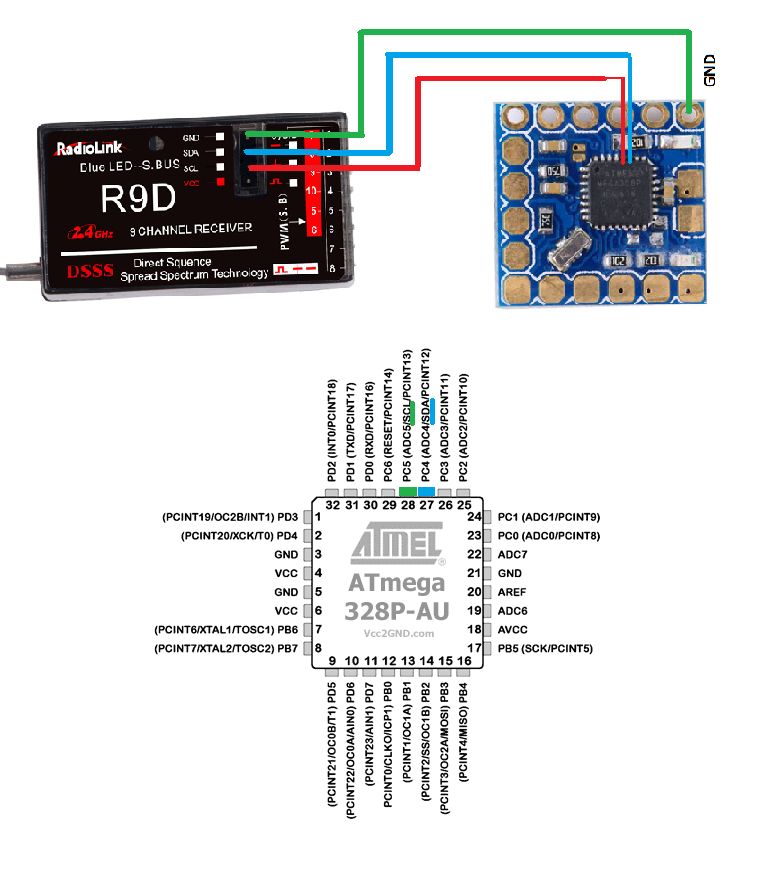 GND
RadioLink
GND
SDA
Blue LED--S.BUS
SCL
VCC
R9D
2.4GHz
9 CHANNEL RECEIVER
DSSS
Direct Squence
Spread Spectrum Technology
PWM(S.B)
3
4
10
5
6
7
8
102
201
PD2 (INT0/PCINT18)
PD1 (TXD/PCINT17)
PD0 (RXD/PCINT16)
PC6 (RESET/PCINT14)
PC5 (ADC5/SCL/PCINT13)
PC4 (ADC4/SDA/PCINT12)
PC3 (ADC3/PCINT11)
PC2 (ADC2/PCINT10)
32 31 30 29 28 27 26 25
(PCINT19/OC2B/INT1) PD3 1
(PCINT20/XCK/T0) PD4 2
GND 3
VCC 4
GND 5
VCC 6
(PCINT6/XTAL1/TOSC1) PB6 7
(PCINT7/XTAL2/TOSC2) PB7 8
ATMEL®
ATmega
328P-AU
Vcc2GND.com
24 PC1 (ADC1/PCINT9)
23 PC0 (ADC0/PCINT8)
22 ADC7
21 GND
20 AREF
19 ADC6
18 AVCC
17 PB5 (SCK/PCINT5)
9 10 11 12 13 14 15 16
(PCINT21/OC0B/T1) PD5
(PCINT22/OC0A/AIN0) PD6
(PCINT23/AIN1) PD7
PCINT0/CLKO/ICP1) PB0
(PCINT1/OC1A) PB1
(PCINT2/SS/OC1B) PB2
(PCINT3/OC2A/MOSI) PB3
(PCINT4/MISO) PB4